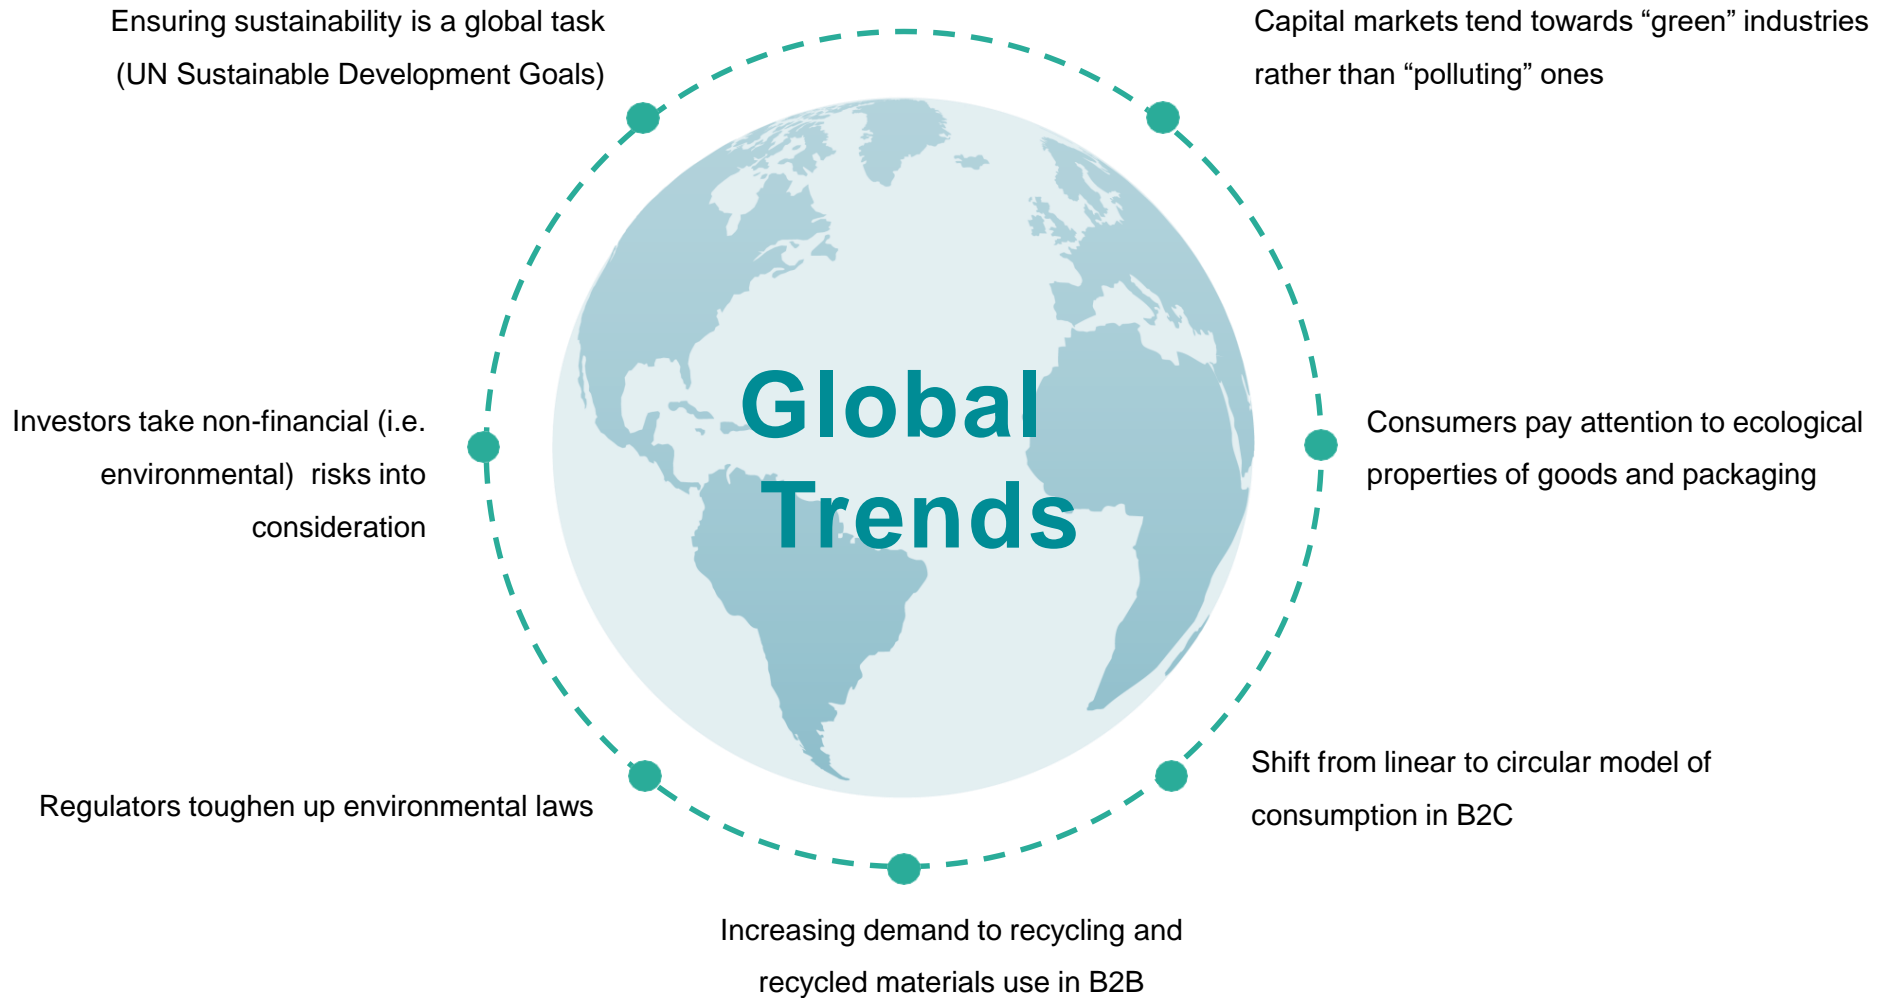 Ensuring sustainability is a global task
(UN Sustainable Development Goals)
Capital markets tend towards “green” industries
rather than “polluting” ones
Investors take non-financial (i.e.
environmental)  risks into
consideration
Global
Trends
Consumers pay attention to ecological
properties of goods and packaging
Regulators toughen up environmental laws
Shift from linear to circular model of
consumption in B2C
Increasing demand to recycling and
recycled materials use in B2B